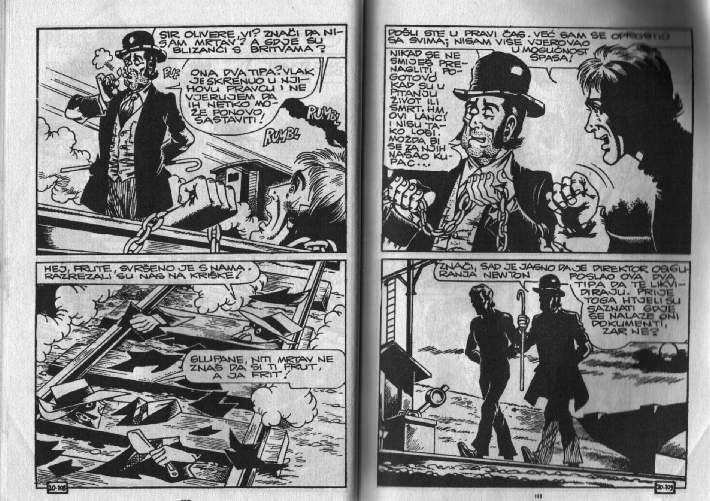 SIR OLIVERE, VI? ZNAČI DA NI-
SAM MRTAV? A GDJE SU
BLIZANCI S BRITVAMA?
ONA DVA TIPA? VLAK
JE SKRENUO U NJI-
HOVU PRAVCU I NE
VJERUJEM DA
IH NETKO MO-
ŽE PONOVO
SASTAVITI.
RUMBL
RUMBL
HEJ, FRUTE, SVRŠENO JE S NAMA.
RAZREZALI SU NAS NA KRIŠKE!
GLUPANE, NITI MRTAV NE
ZNAŠ DA SI TI FRUT,
A JA FRIT!
DOŠLI STE U PRAVI ČAS. VEĆ SAM SE OPROSTIO
SA SVIMA; NISAM VIŠE VJEROVAO
U MOGUĆNOST
SPASA!
NIKAD SE NE
SMIJEŠ PRE-
NAGLITI, PO-
GOTOVO
KAD SU U
PITANJU
ŽIVOT ILI
SMRT. HM,
OVI LANCI
I NISU TA-
KO LOŠI.
MOŽDA BI
SE ZA NJIH
NAŠAO KU-
PAC...
ZNAČI, SAD JE JASNO DA JE DIREKTOR OSIGU-
RANJA NEWTON
POSLAO OVA DVA
TIPA DA TE LIKVI-
DIRAJU. PRIJE
TOGA HTJELI SU
SAZNATI GDJE
SE NALAZE ONI
DOKUMENTI,
ZAR NE?